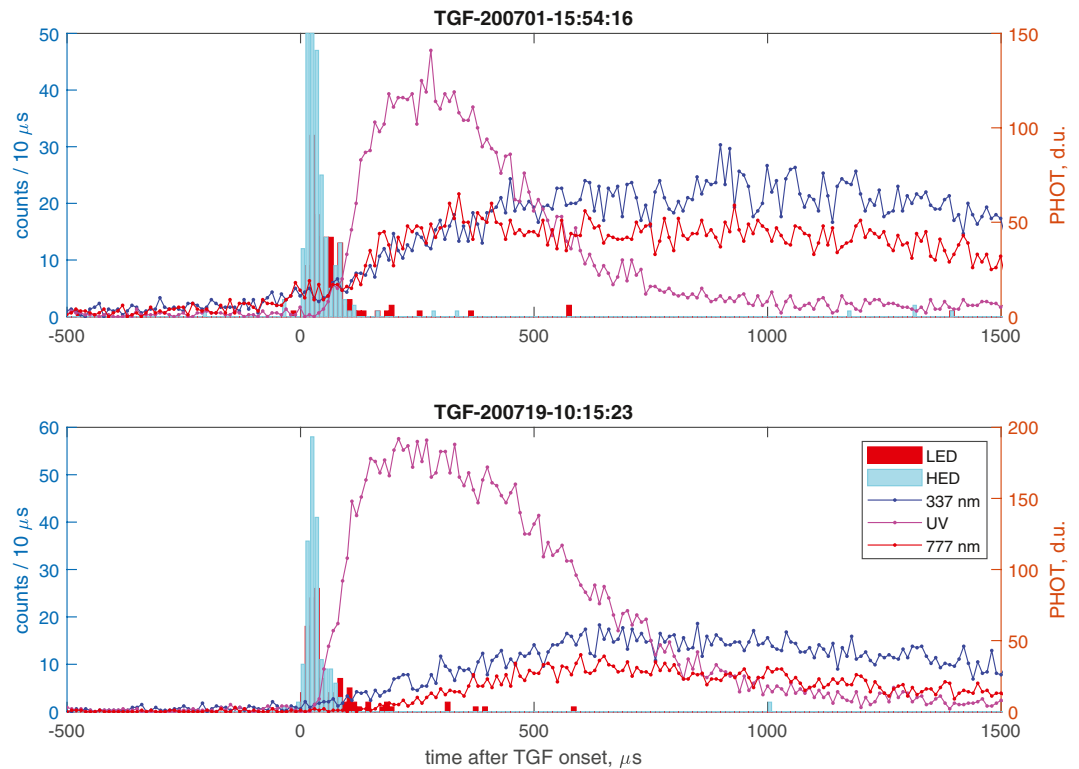 TGF-200701-15:54:16
50
40
30
20
10
0
counts / 10 μs
150
100
50
0
PHOT, d.u.
-500 0 500 1000 1500
TGF-200719-10:15:23
60
50
40
30
20
10
0
counts / 10 μs
200
150
100
50
0
PHOT, d.u.
LED
HED
337 nm
UV
777 nm
-500 0 500 1000 1500
time after TGF onset, μs